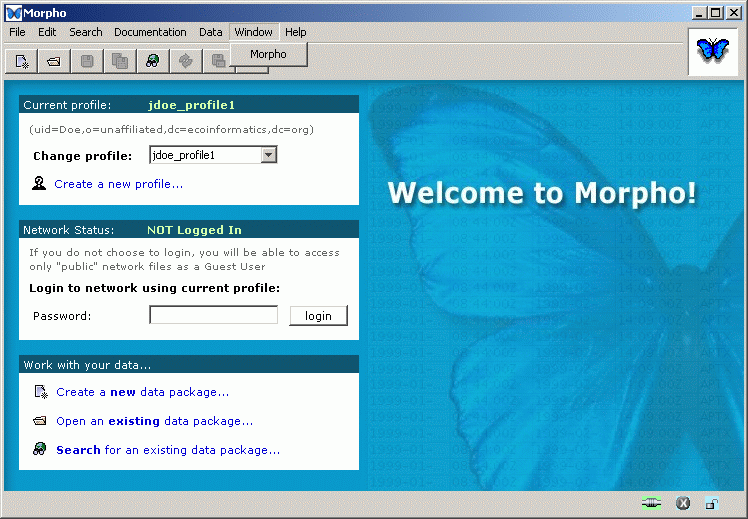 Morpho
File Edit Search Documentation Data Window Help
Morpho
Current profile: jdoe_profile1
(uid=Doe,o=unaffiliated,dc=ecoinformatics,dc=org)
Change profile: jdoe_profile1
Create a new profile...
Welcome to Morpho!
Network Status: NOT Logged In
If you do not choose to login, you will be able to access
only "public" network files as a Guest User
Login to network using current profile:
Password: login
Work with your data...
Create a new data package...
Open an existing data package...
Search for an existing data package...